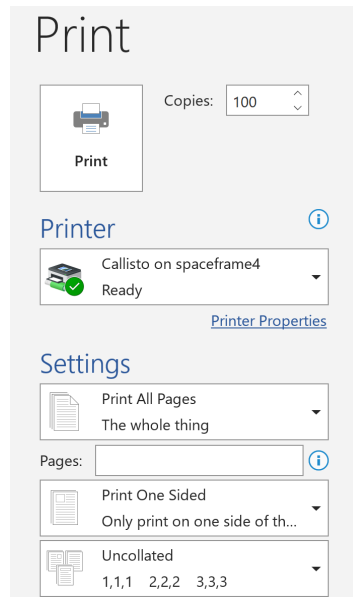 Print
Copies: 100
Print
Printer
Callisto on spaceframe4
Ready
Printer Properties
Settings
Print All Pages
The whole thing
Pages:
Print One Sided
Only print on one side of th...
Uncollated
1,1,1 2,2,2 3,3,3